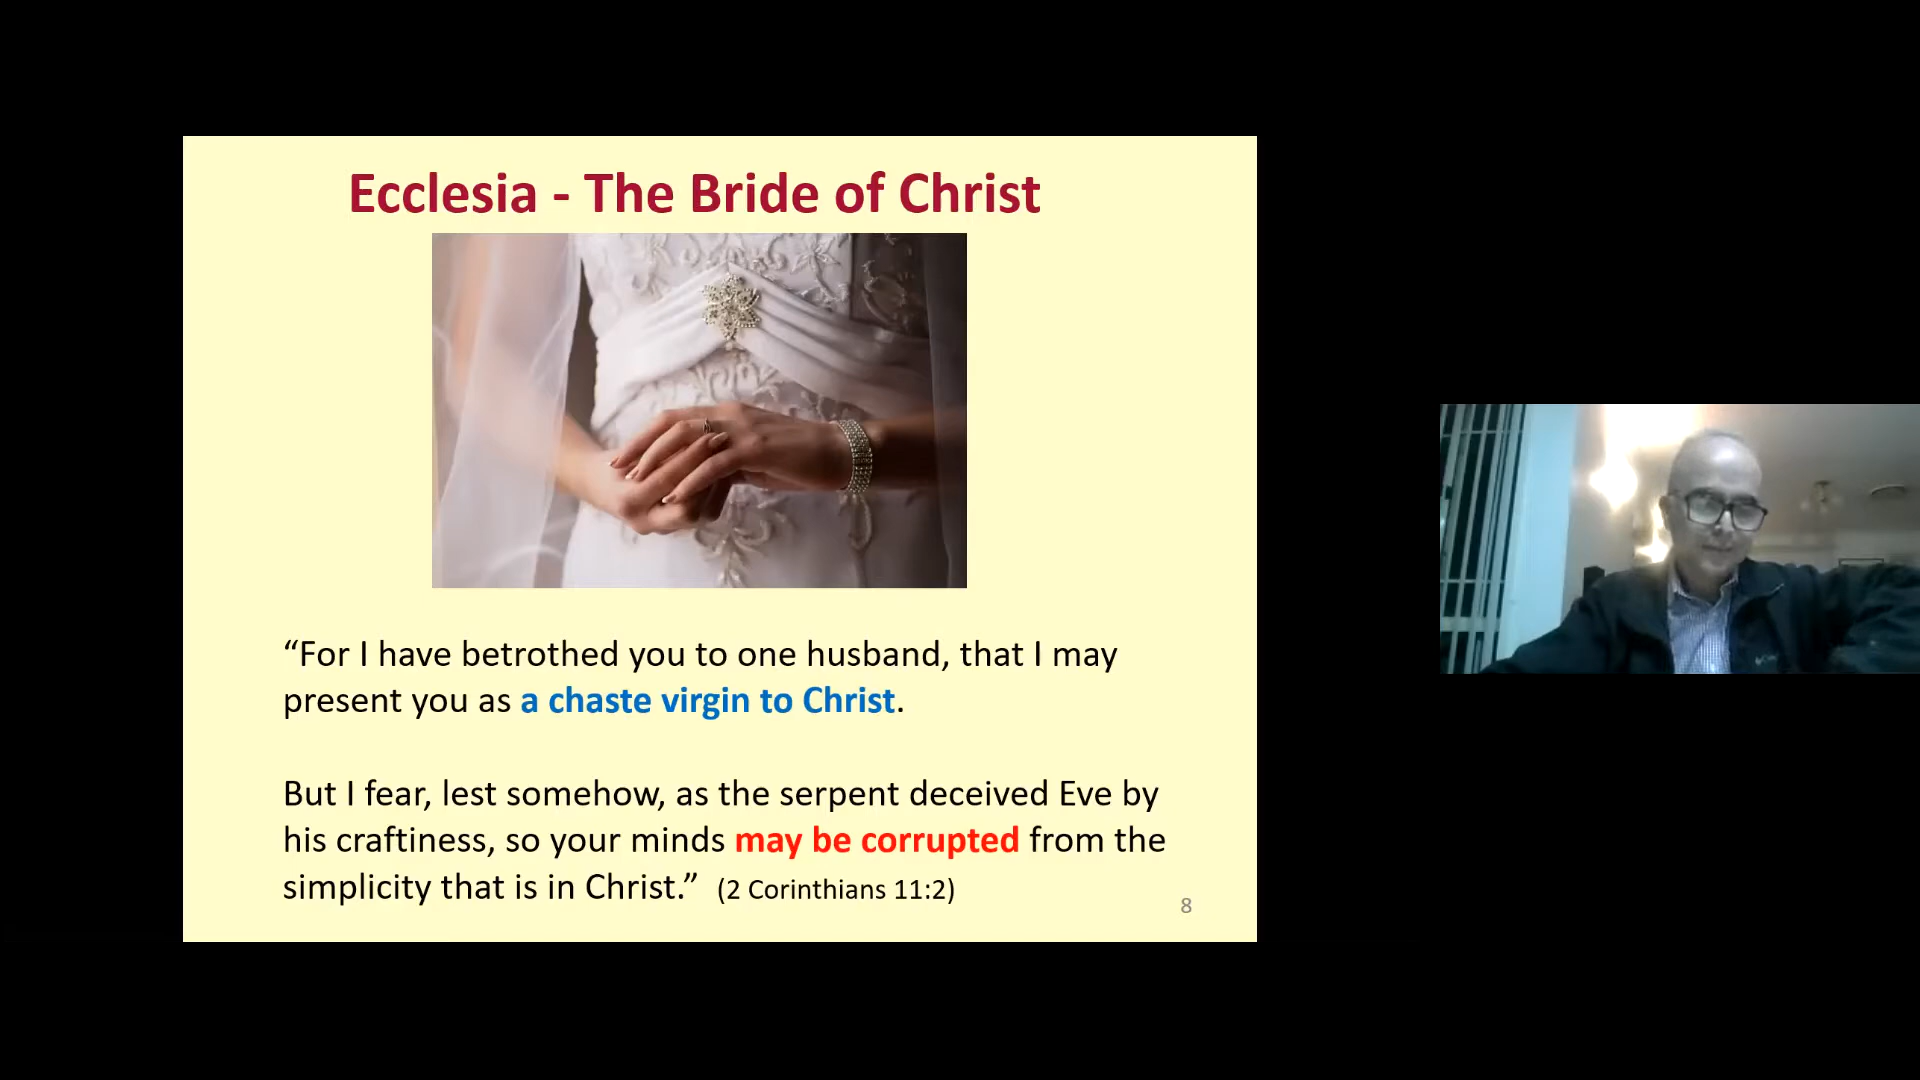 Ecclesia - The Bride of Christ
“For I have betrothed you to one husband, that I may
present you as a chaste virgin to Christ.
But I fear, lest somehow, as the serpent deceived Eve by
his craftiness, so your minds may be corrupted from the
simplicity that is in Christ.” (2 Corinthians 11:2)
8